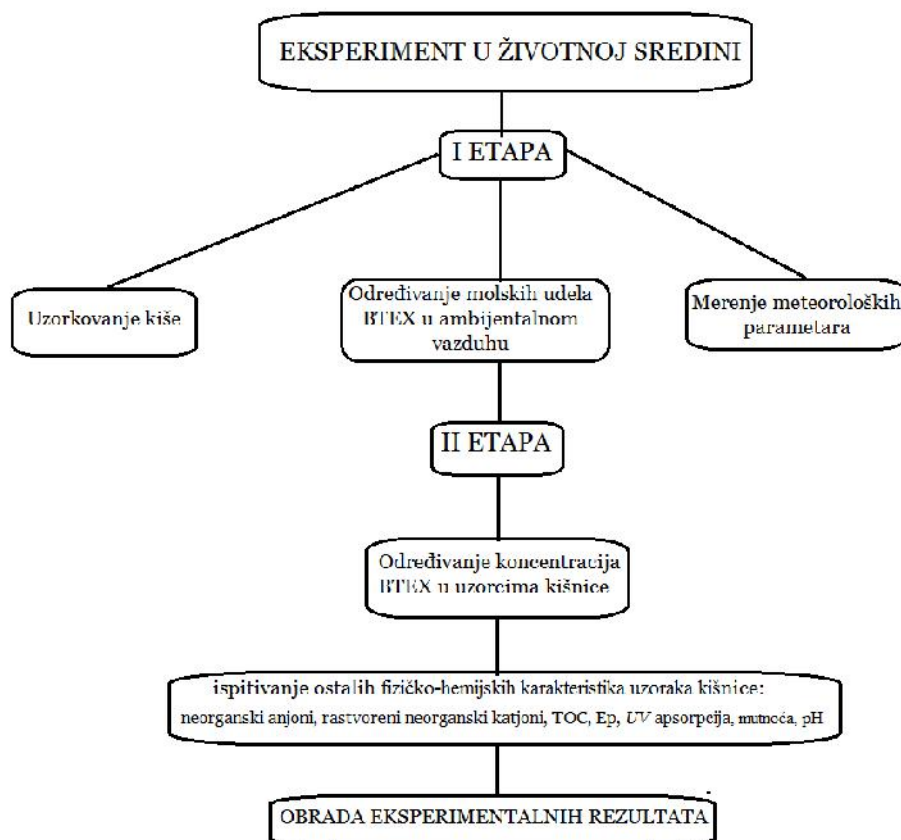 EKSPERIMENT U ŽIVOTNOJ SREDINI
I ETAPA
Uzorkovanje kiše
Određivanje molskih udela
BTEX u ambijentalnom
vazduhu
Merenje meteoroloških
parametara
II ETAPA
Određivanje koncentracija
BTEX u uzorcima kišnice
ispitivanje ostalih fizičko-hemijskih karakteristika uzoraka kišnice:
neorganski anjoni, rastvoreni neorganski katjoni, TOC, Ep, UV apsorpcija, mutnoća, pH
OBRADA EKSPERIMENTALNIH REZULTATA